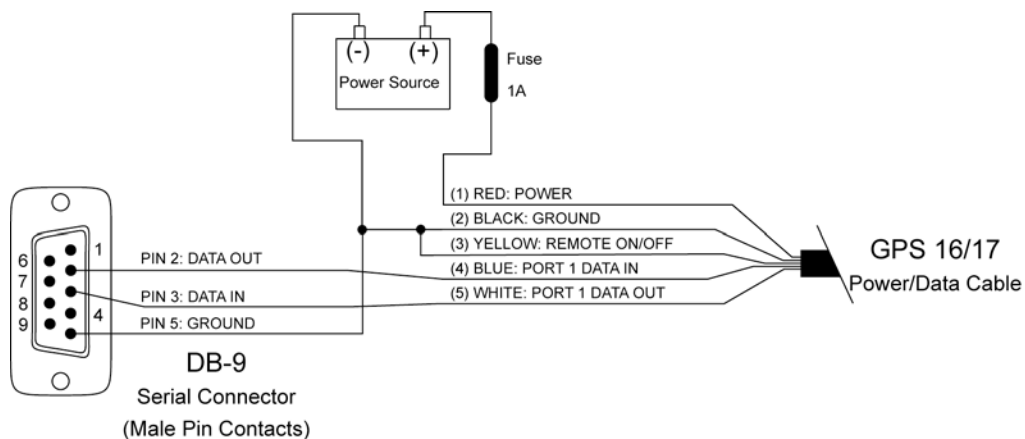 (-)
(+)
Power Source
Fuse
1A
(1) RED: POWER
(2) BLACK: GROUND
(3) YELLOW: REMOTE ON/OFF
(4) BLUE: PORT 1 DATA IN
(5) WHITE: PORT 1 DATA OUT
GPS 16/17
Power/Data Cable
1
6
7
8
9
4
PIN 2: DATA OUT
PIN 3: DATA IN
PIN 5: GROUND
DB-9
Serial Connector
(Male Pin Contacts)